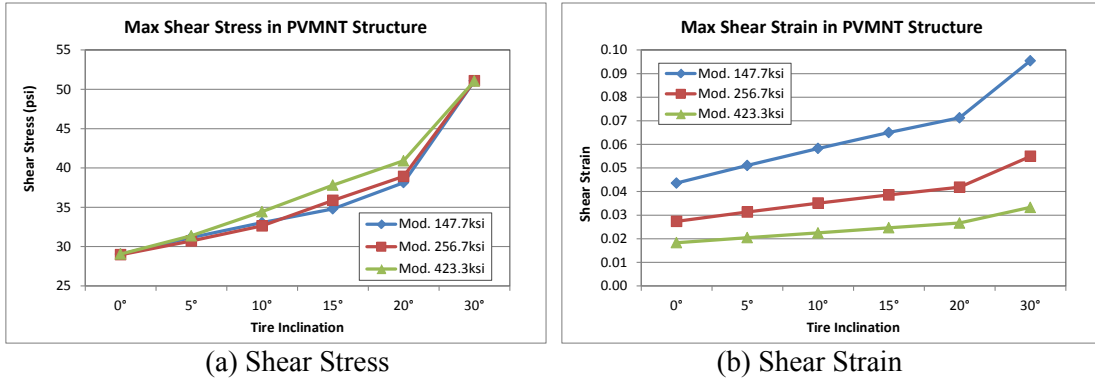 Max Shear Stress in PVMNT Structure
Shear Stress (psi)
55
50
45
40
35
30
25
Mod. 147.7ksi
Mod. 256.7ksi
Mod. 423.3ksi
0° 5° 10° 15° 20° 30°
Tire Inclination
(a) Shear Stress
Max Shear Strain in PVMNT Structure
Shear Strain
0.10
0.09
0.08
0.07
0.06
0.05
0.04
0.03
0.02
0.01
0.00
Mod. 147.7ksi
Mod. 256.7ksi
Mod. 423.3ksi
0° 5° 10° 15° 20° 30°
Tire Inclination
(b) Shear Strain